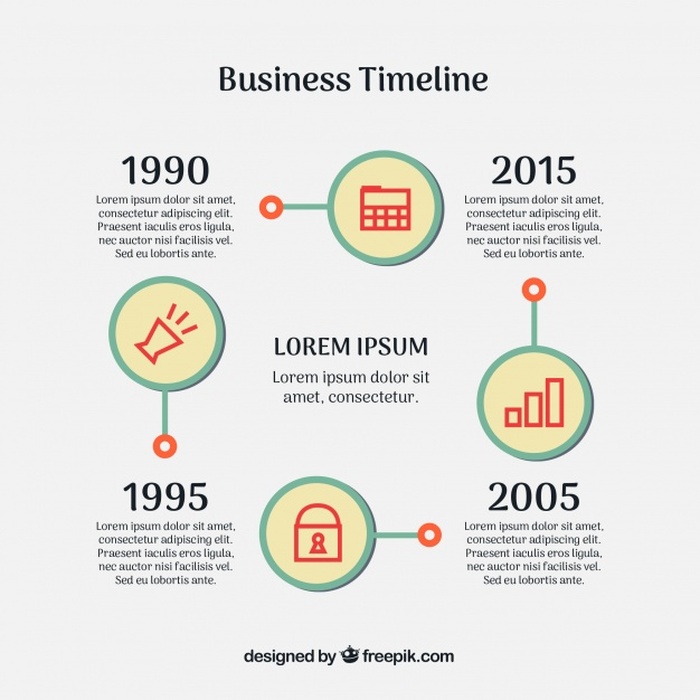 Business Timeline
1990
Lorem ipsum dolor sit amet,
consectetur adipiscing elit.
Praesent iaculis eros ligula,
nec auctor nisi facilisis vel.
Sed eu lobortis ante.
2015
Lorem ipsum dolor sit amet,
consectetur adipiscing elit.
Praesent iaculis eros ligula,
nec auctor nisi facilisis vel.
Sed eu lobortis ante.
LOREM IPSUM
Lorem ipsum dolor sit
amet, consectetur.
1995
Lorem ipsum dolor sit amet,
consectetur adipiscing elit.
Praesent iaculis eros ligula,
nec auctor nisi facilisis vel.
Sed eu lobortis ante.
2005
Lorem ipsum dolor sit amet,
consectetur adipiscing elit.
Praesent iaculis eros ligula,
nec auctor nisi facilisis vel.
Sed eu lobortis ante.
designed by freepik.com